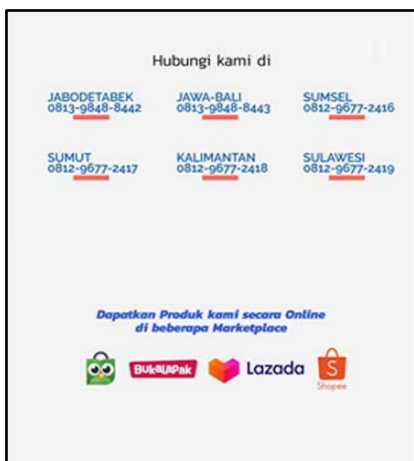 Hubungi kami di
JABODETABEK
0813-9848-8442
JAWA-BALI
0813-9848-8443
SUMSEL
0812-9677-2416
SUMUT
0812-9677-2417
KALIMANTAN
0812-9677-2418
SULAWESI
0812-9677-2419
Dapatkan Produk kami secara Online
di beberapa Marketplace
BukaLapak
Lazada
S
Shopee